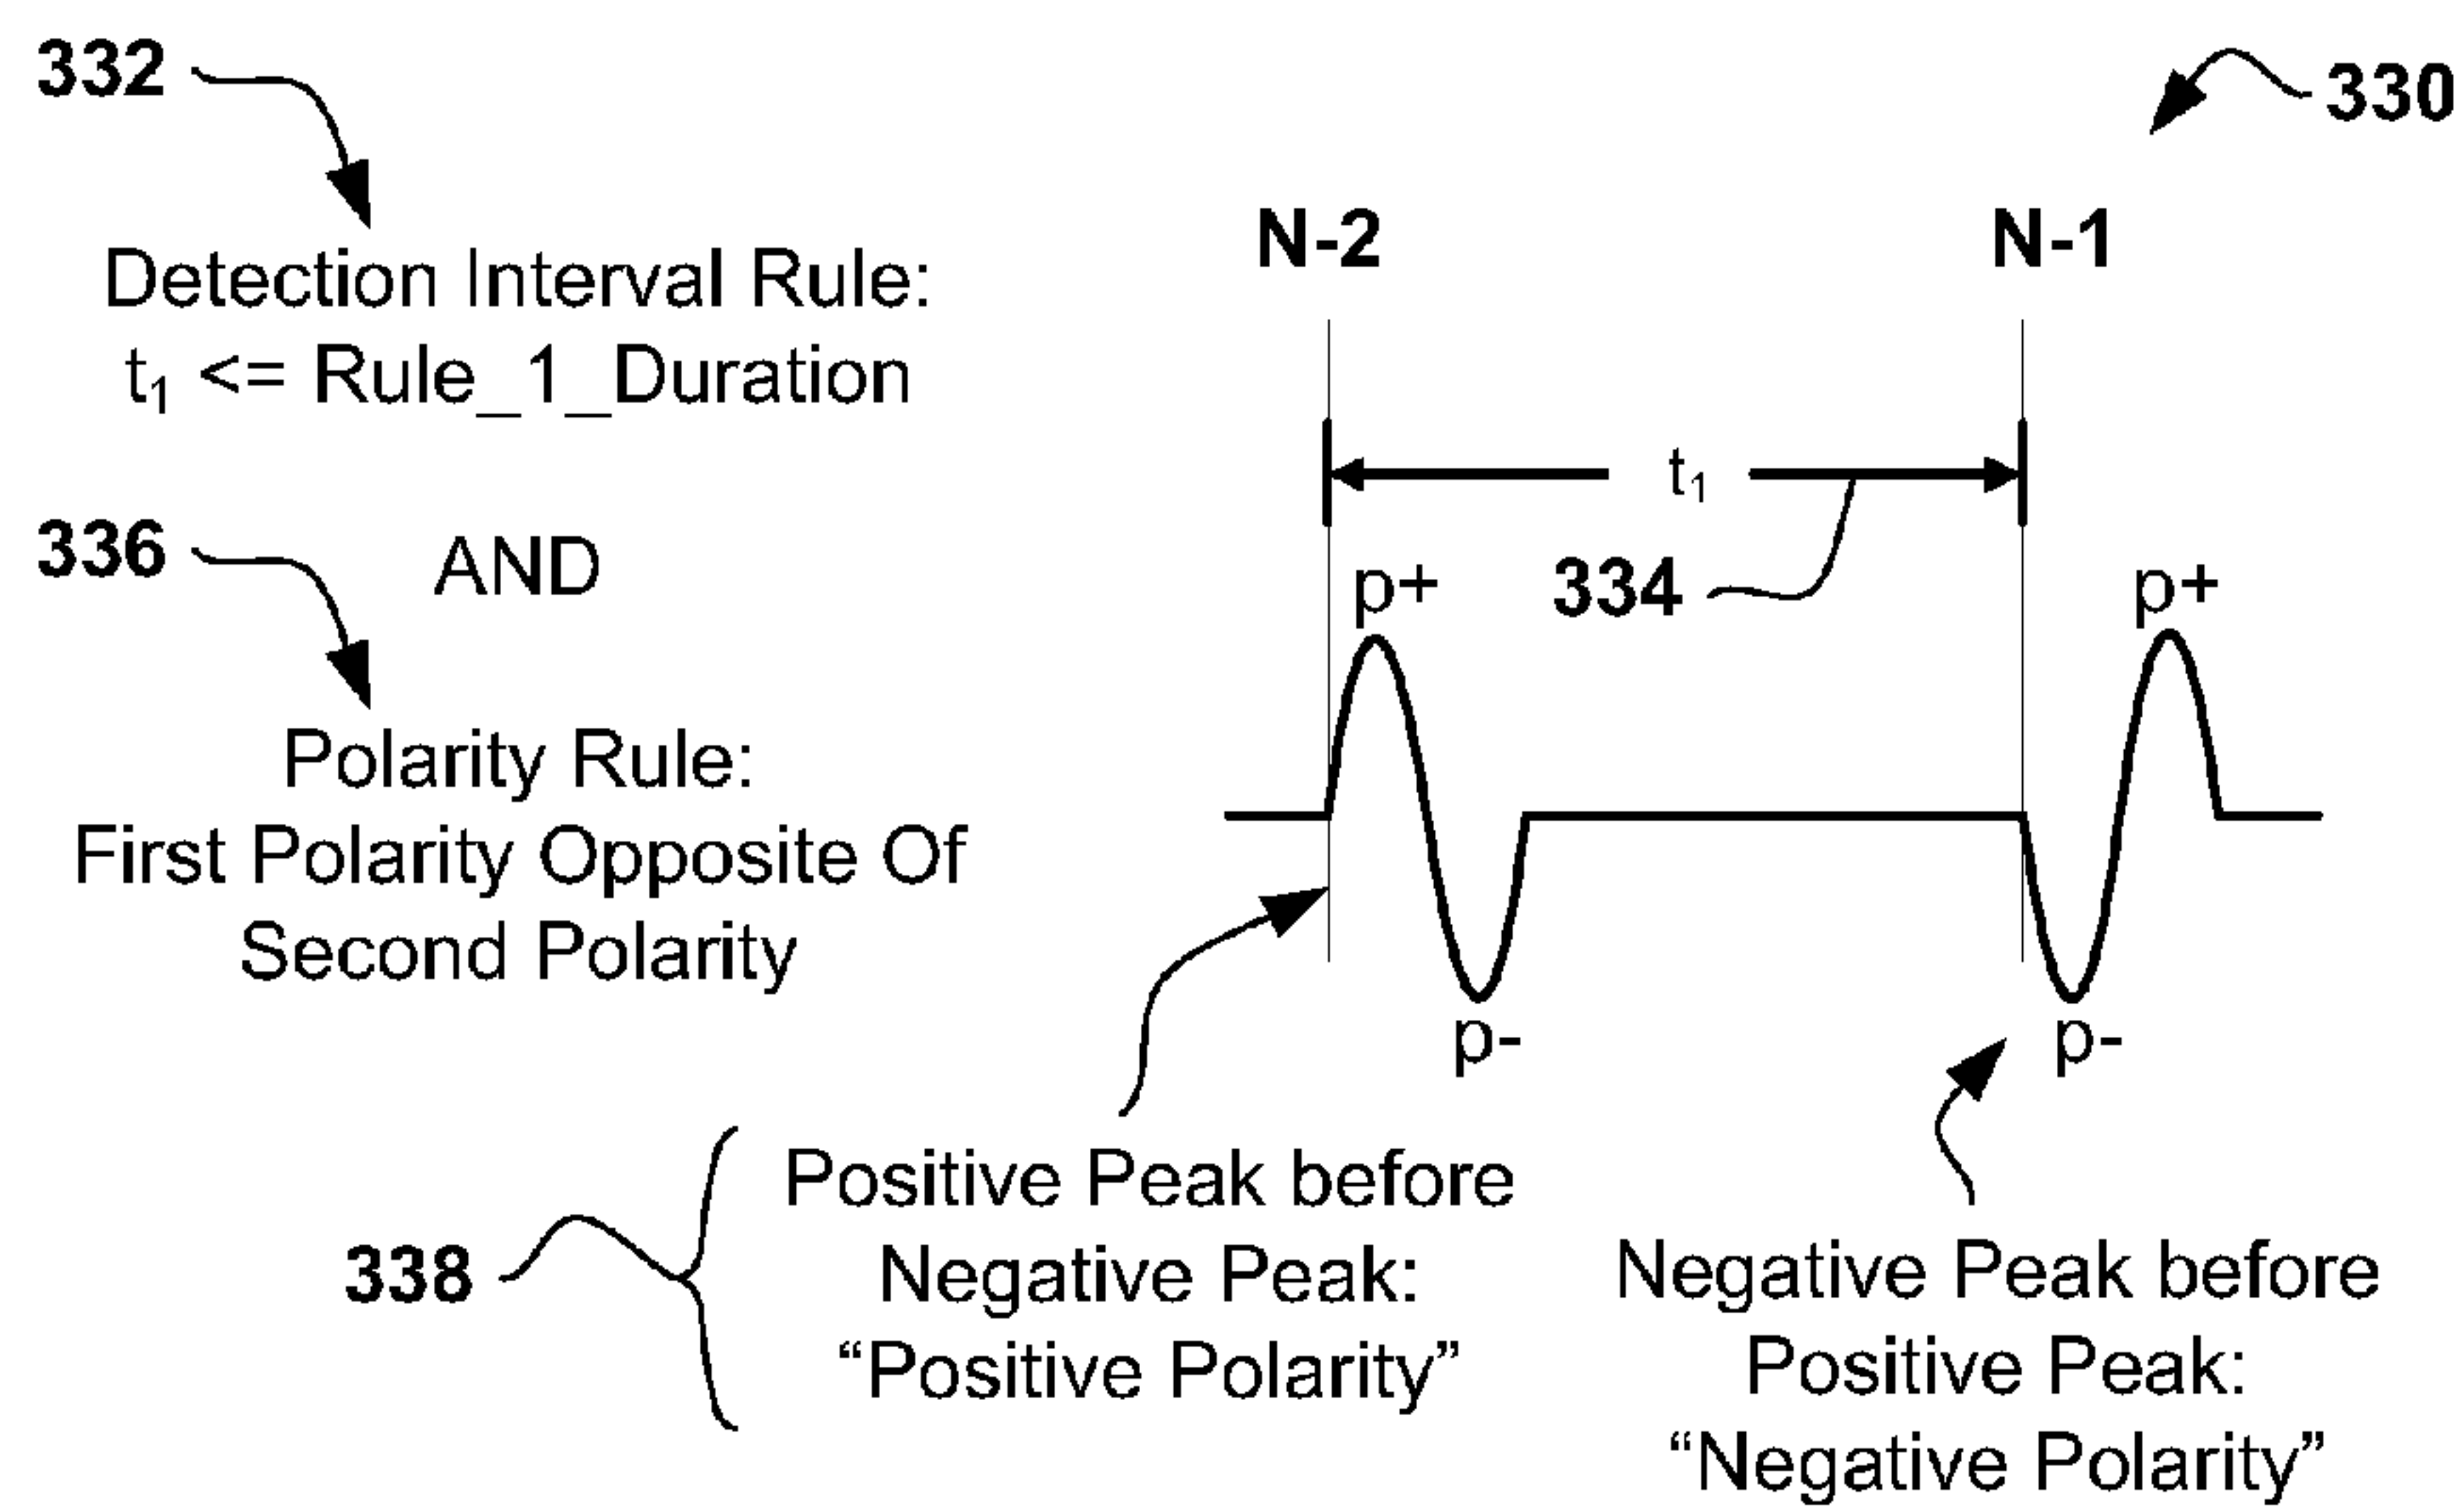 332
330
Detection Interval Rule:
t₁ <= Rule_1_Duration
N-2
N-1
t₁
336
AND
334
p+
p+
Polarity Rule:
First Polarity Opposite Of
Second Polarity
p-
p-
338
Positive Peak before
Negative Peak:
“Positive Polarity”
Negative Peak before
Positive Peak:
“Negative Polarity”